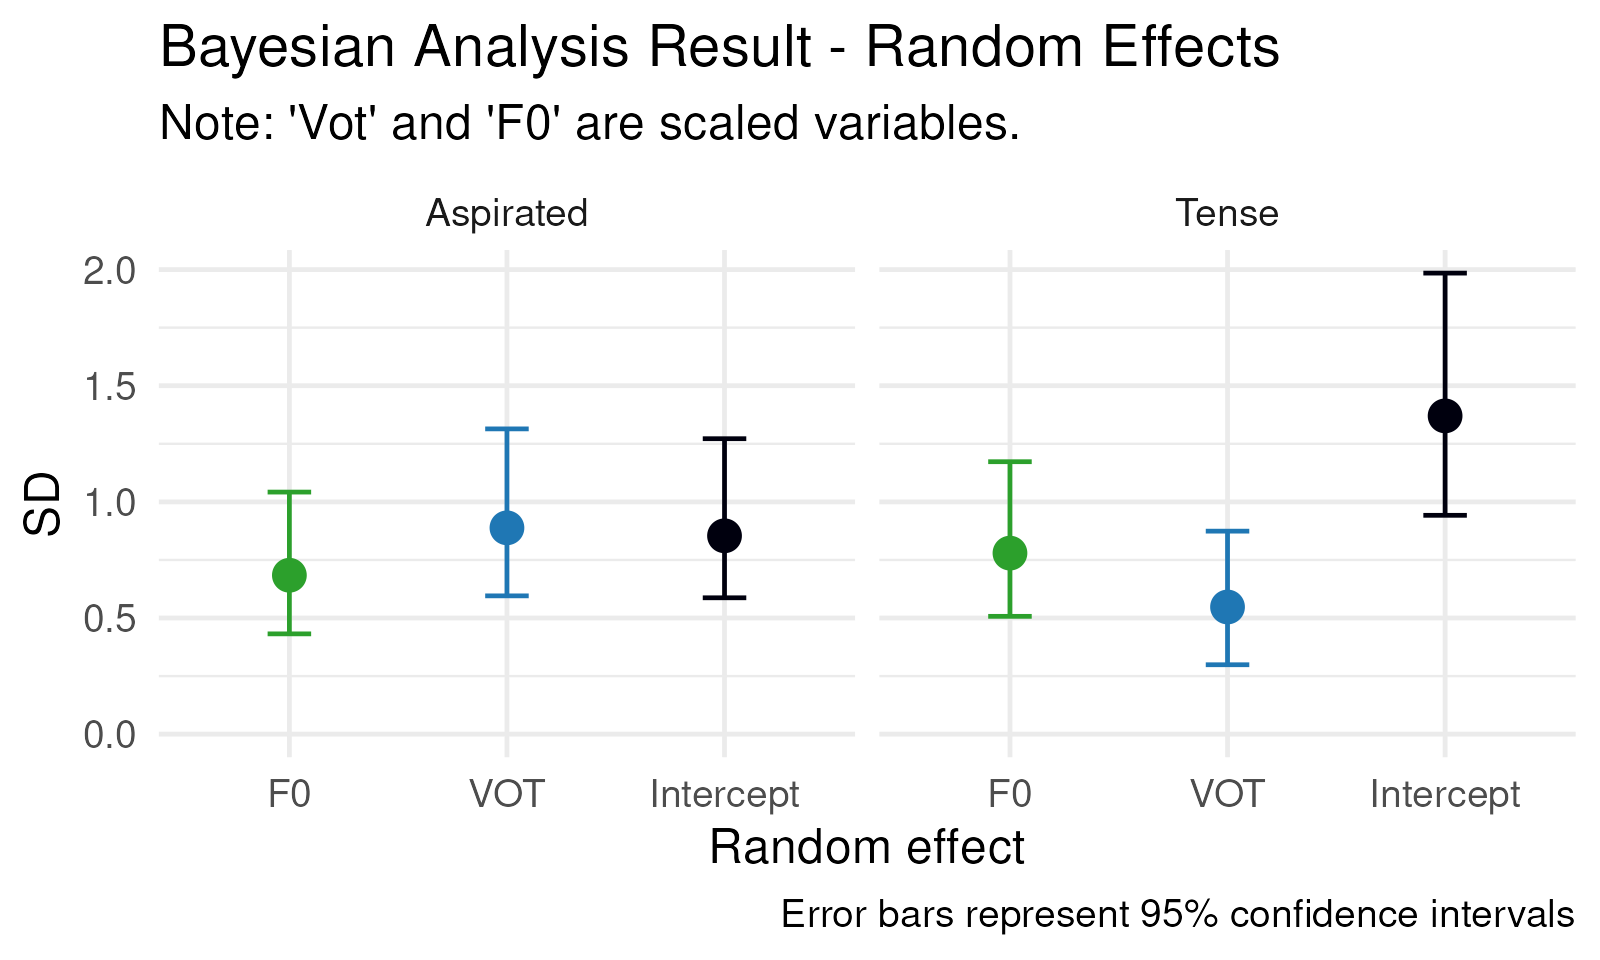 Bayesian Analysis Result - Random Effects
Note: 'Vot' and 'F0' are scaled variables.
Aspirated
Tense
2.0
1.5
1.0
0.5
0.0
SD
F0 VOT Intercept
F0 VOT Intercept
Random effect
Error bars represent 95% confidence intervals